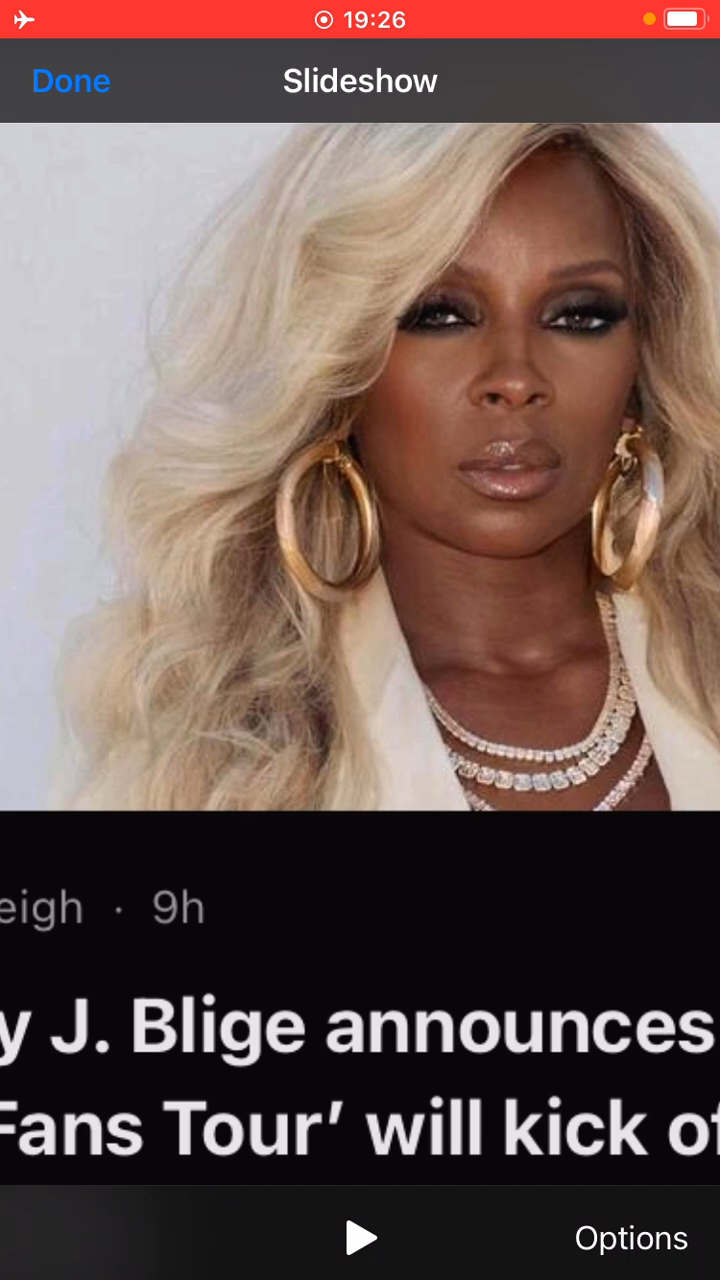 19:26
Done
Slideshow
eigh · 9h
y J. Blige announces
Fans Tour’ will kick of
Options